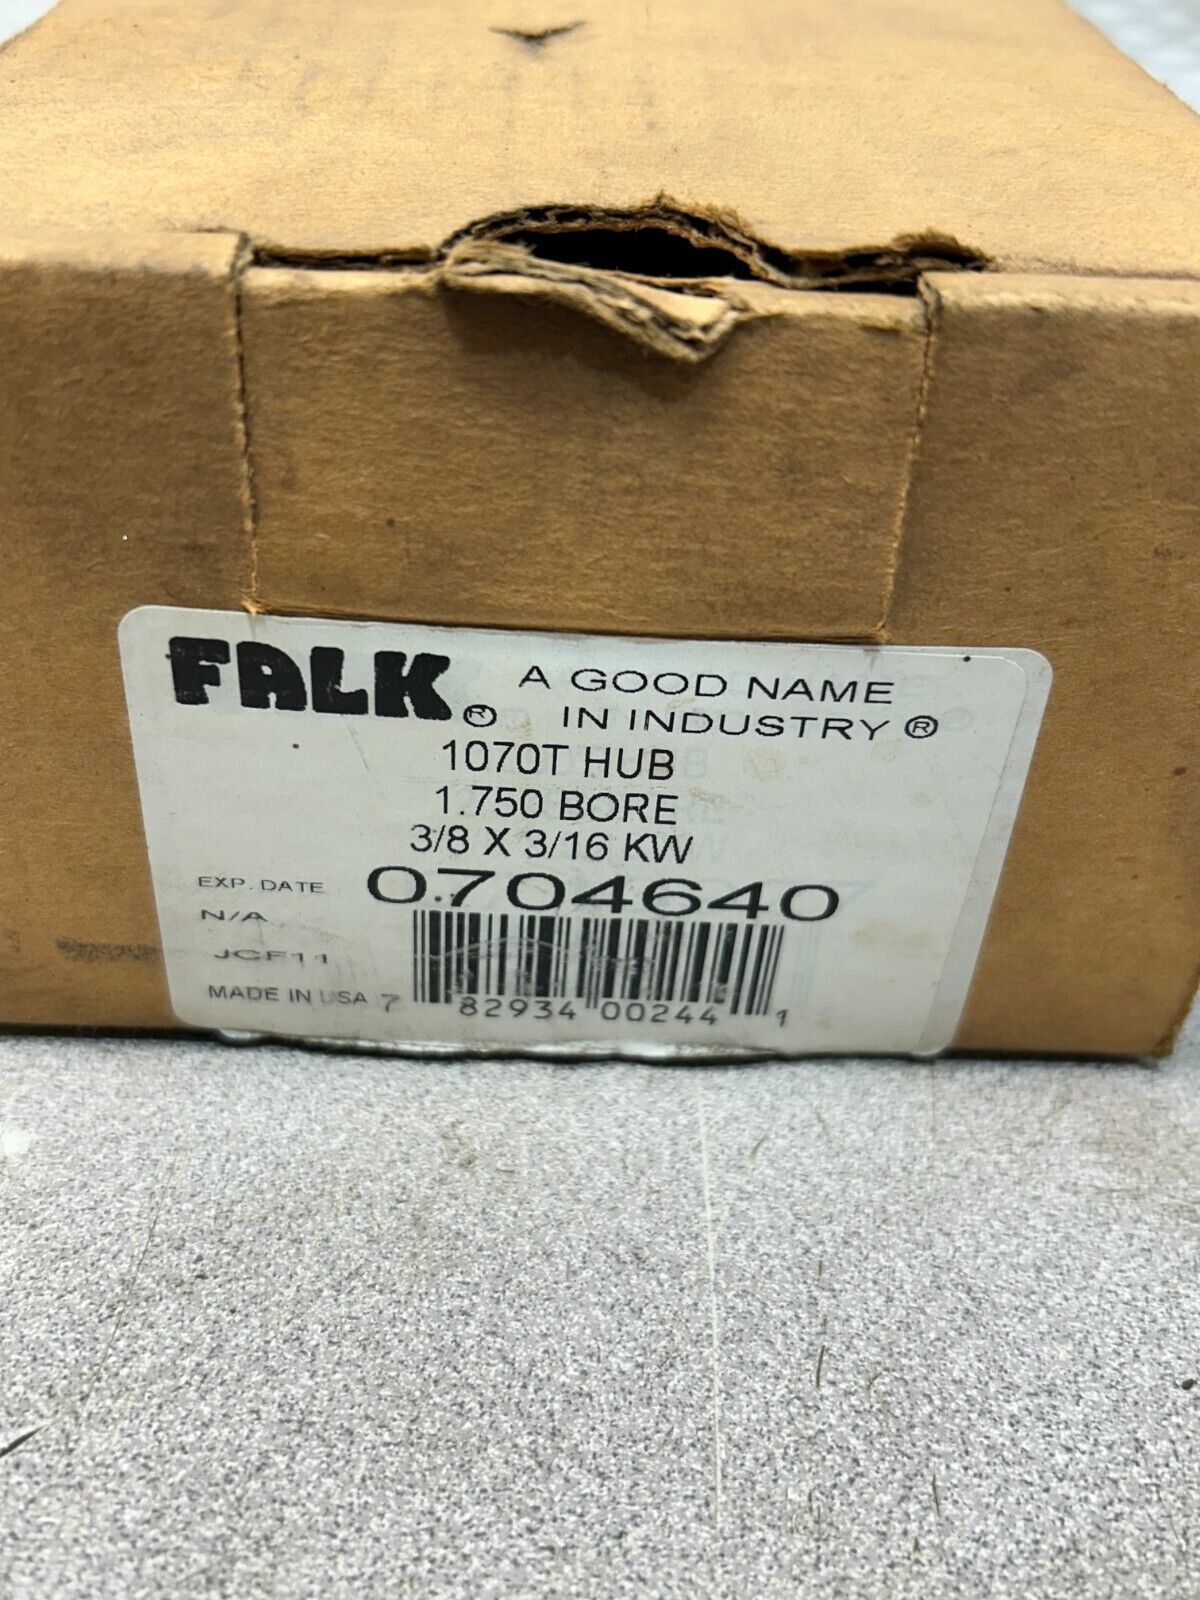 FALK® A GOOD NAME
IN INDUSTRY®
1070T HUB
1.750 BORE
3/8 X 3/16 KW
EXP. DATE 0704640
N/A
JCF11
MADE IN USA 7 82934 00244 1